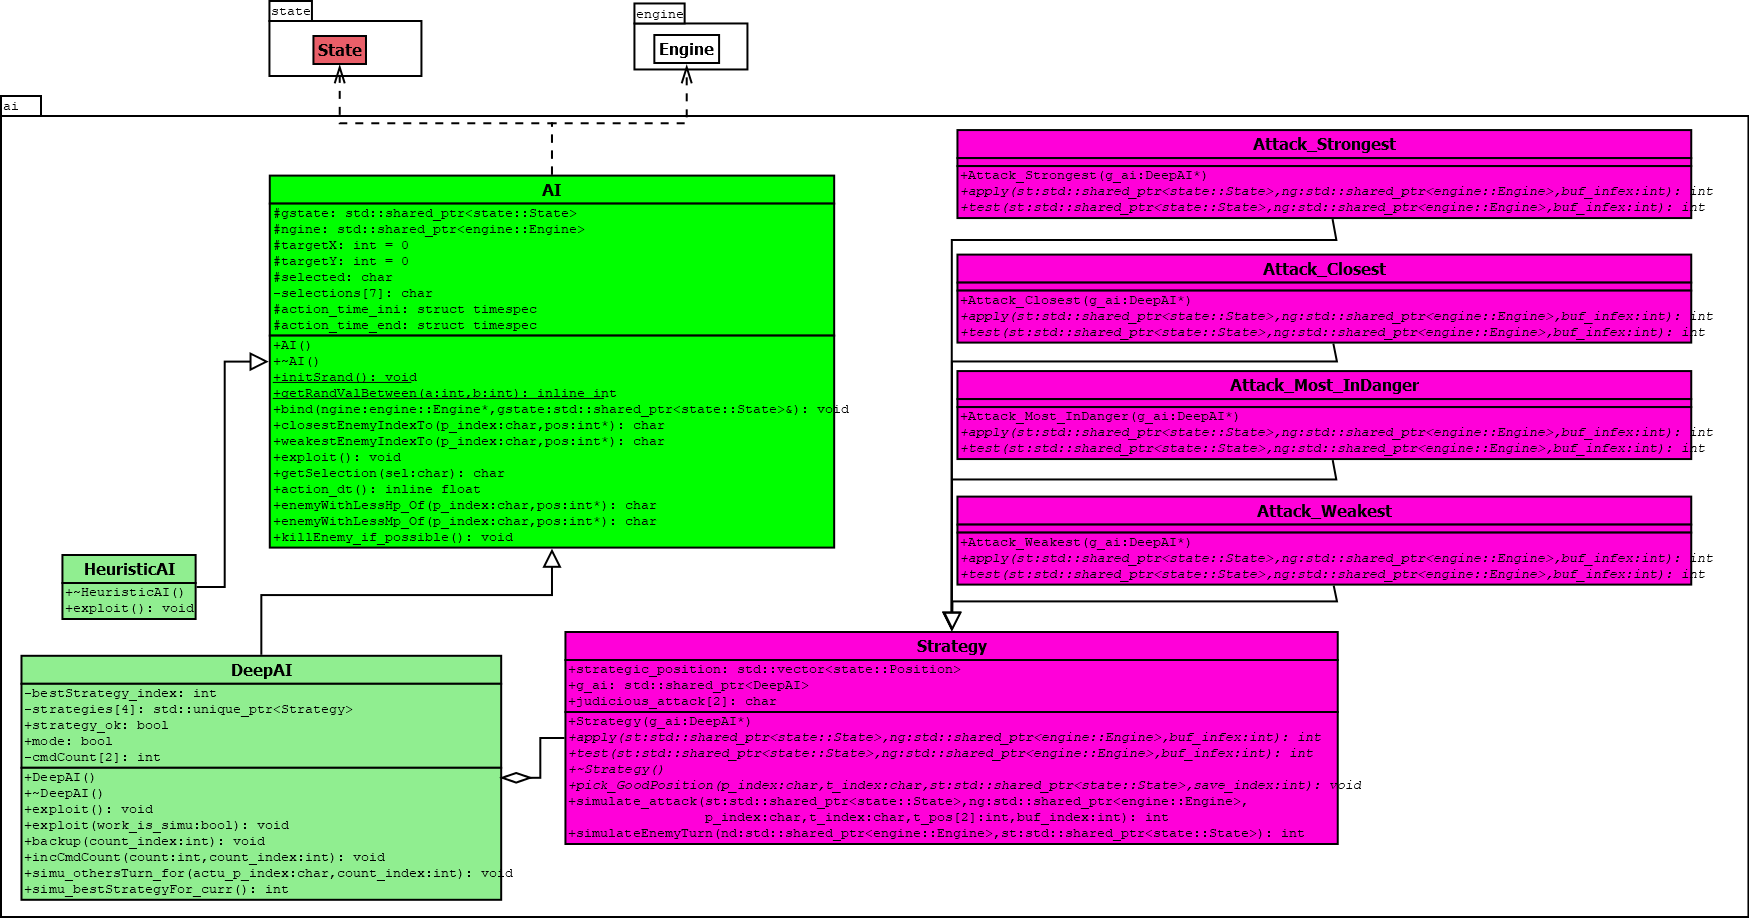 state
State
engine
Engine
ai
AI
#gstate: std::shared_ptr<state::State>
#ngine: std::shared_ptr<engine::Engine>
#targetX: int = 0
#targetY: int = 0
#selected: char
-selections[7]: char
#action_time_ini: struct timespec
#action_time_end: struct timespec
+AI()
+~AI()
+initSrand(): void
+getRandValBetween(a:int,b:int): inline int
+bind(ngine:engine::Engine*,gstate:std::shared_ptr<state::State>&): void
+closestEnemyIndexTo(p_index:char,pos:int*): char
+weakestEnemyIndexTo(p_index:char,pos:int*): char
+exploit(): void
+getSelection(sel:char): char
+action_dt(): inline float
+enemyWithLessHp_Of(p_index:char,pos:int*): char
+enemyWithLessMp_Of(p_index:char,pos:int*): char
+killEnemy_if_possible(): void
Attack_Strongest
+Attack_Strongest(g_ai:DeepAI*)
+apply(st:std::shared_ptr<state::State>,ng:std::shared_ptr<engine::Engine>,buf_infex:int): int
+test(st:std::shared_ptr<state::State>,ng:std::shared_ptr<engine::Engine>,buf_infex:int): int
Attack_Closest
+Attack_Closest(g_ai:DeepAI*)
+apply(st:std::shared_ptr<state::State>,ng:std::shared_ptr<engine::Engine>,buf_infex:int): int
+test(st:std::shared_ptr<state::State>,ng:std::shared_ptr<engine::Engine>,buf_infex:int): int
Attack_Most_InDanger
+Attack_Most_InDanger(g_ai:DeepAI*)
+apply(st:std::shared_ptr<state::State>,ng:std::shared_ptr<engine::Engine>,buf_infex:int): int
+test(st:std::shared_ptr<state::State>,ng:std::shared_ptr<engine::Engine>,buf_infex:int): int
Attack_Weakest
+Attack_Weakest(g_ai:DeepAI*)
+apply(st:std::shared_ptr<state::State>,ng:std::shared_ptr<engine::Engine>,buf_infex:int): int
+test(st:std::shared_ptr<state::State>,ng:std::shared_ptr<engine::Engine>,buf_infex:int): int
HeuristicAI
+~HeuristicAI()
+exploit(): void
DeepAI
-bestStrategy_index: int
-strategies[4]: std::unique_ptr<Strategy>
+strategy_ok: bool
+mode: bool
-cmdCount[2]: int
+DeepAI()
+~DeepAI()
+exploit(): void
+exploit(work_is_simu:bool): void
+backup(count_index:int): void
+incCmdCount(count:int,count_index:int): void
+simu_othersTurn_for(actu_p_index:char,count_index:int): void
+simu_bestStrategyFor_curr(): int
Strategy
+strategic_position: std::vector<state::Position>
+g_ai: std::shared_ptr<DeepAI>
+judicious_attack[2]: char
+Strategy(g_ai:DeepAI*)
+apply(st:std::shared_ptr<state::State>,ng:std::shared_ptr<engine::Engine>,buf_infex:int): int
+test(st:std::shared_ptr<state::State>,ng:std::shared_ptr<engine::Engine>,buf_infex:int): int
+~Strategy()
+pick_GoodPosition(p_index:char,t_index:char,st:std::shared_ptr<state::State>,save_index:int): void
+simulate_attack(st:std::shared_ptr<state::State>,ng:std::shared_ptr<engine::Engine>,
p_index:char,t_index:char,t_pos[2]:int,buf_index:int): int
+simulateEnemyTurn(nd:std::shared_ptr<engine::Engine>,st:std::shared_ptr<state::State>): int